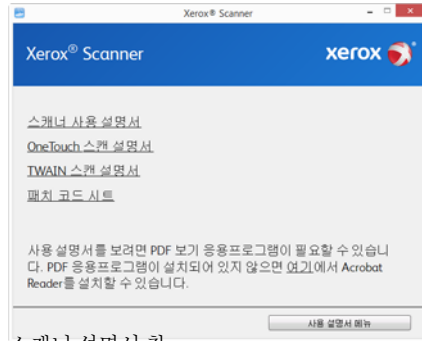 Xerox® Scanner
Xerox® Scanner
xerox
스캐너 사용 설명서
OneTouch 스캔 설명서
TWAIN 스캔 설명서
패치 코드 시트
사용 설명서를 보려면 PDF 보기 응용프로그램이 필요할 수 있습니
다. PDF 응용프로그램이 설치되어 있지 않으면 여기에서 Acrobat
Reader를 설치할 수 있습니다.
사용 설명서 메뉴